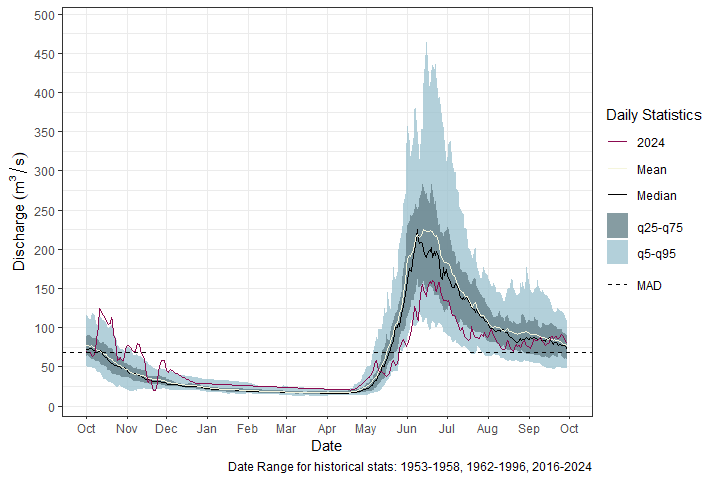 500
450
400
350
300
250
200
150
100
50
0
Discharge (m³/s)
Oct Nov Dec Jan Feb Mar Apr May Jun Jul Aug Sep Oct
Date
Date Range for historical stats: 1953-1958, 1962-1996, 2016-2024
Daily Statistics
2024
Mean
Median
q25-q75
q5-q95
MAD